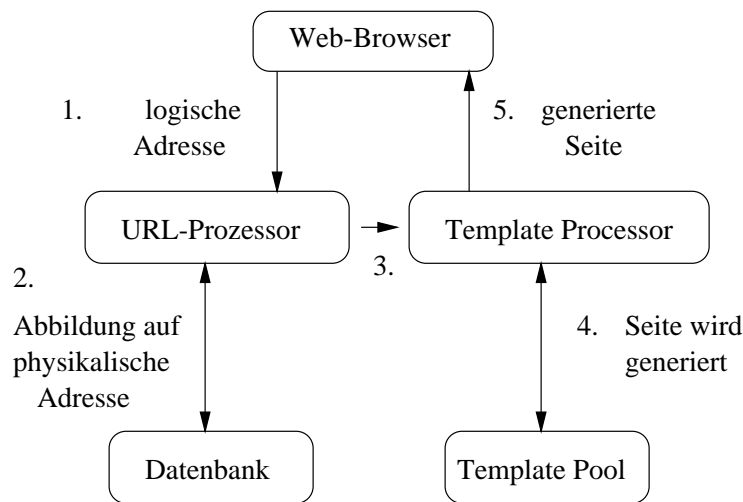 Web-Browser
1. logische
Adresse
5. generierte
Seite
URL-Prozessor
Template Processor
3.
2.
Abbildung auf
physikalische
Adresse
4. Seite wird
generiert
Datenbank
Template Pool